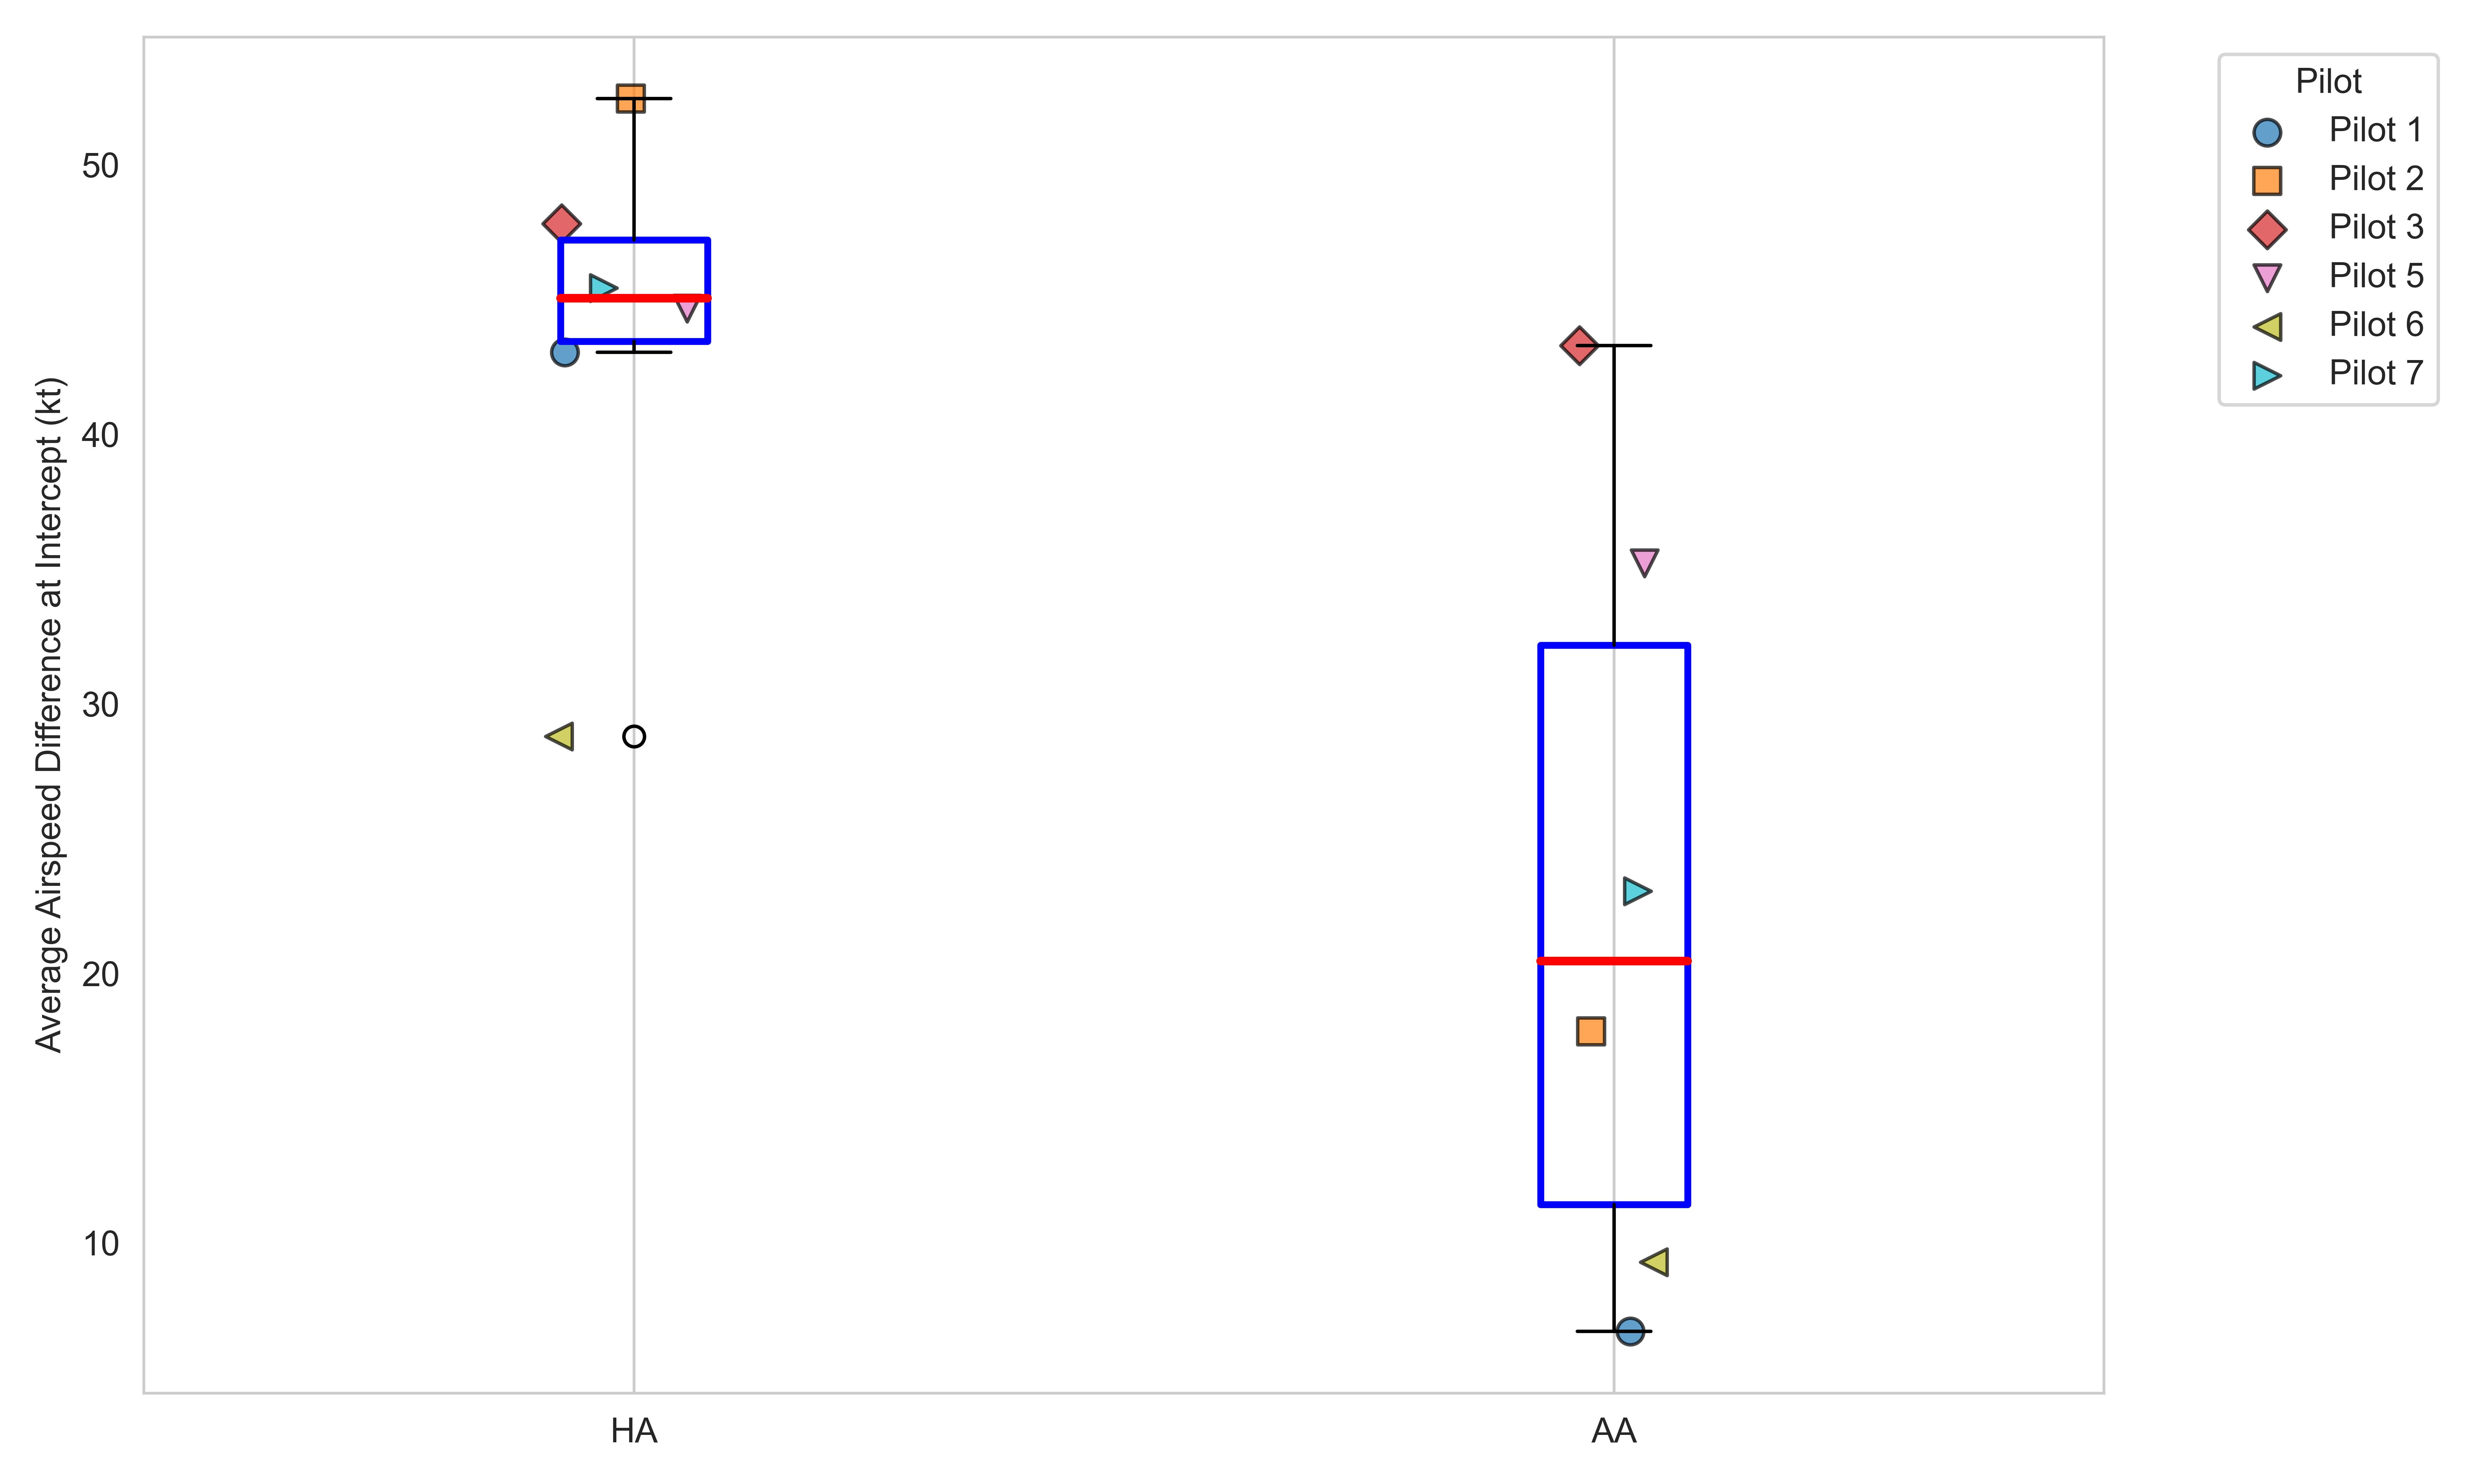 Average Airspeed Difference at Intercept (kt)
50
40
30
20
10
HA
AA
Pilot
Pilot 1
Pilot 2
Pilot 3
Pilot 5
Pilot 6
Pilot 7